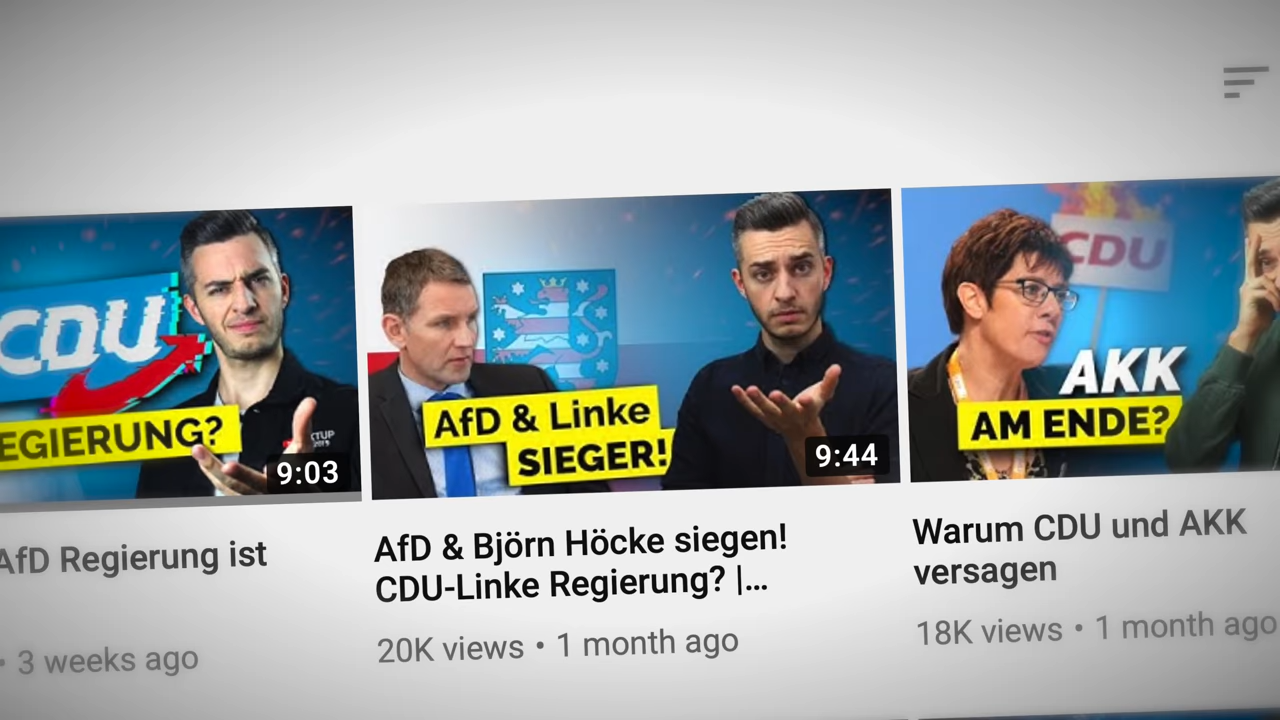 CDU
EGIERUNG?
9:03
AfD Regierung ist
• 3 weeks ago
AfD & Linke
SIEGER!
9:44
AfD & Björn Höcke siegen!
CDU-Linke Regierung? |...
20K views • 1 month ago
CDU
AKK
AM ENDE?
Warum CDU und AKK
versagen
18K views • 1 month ago